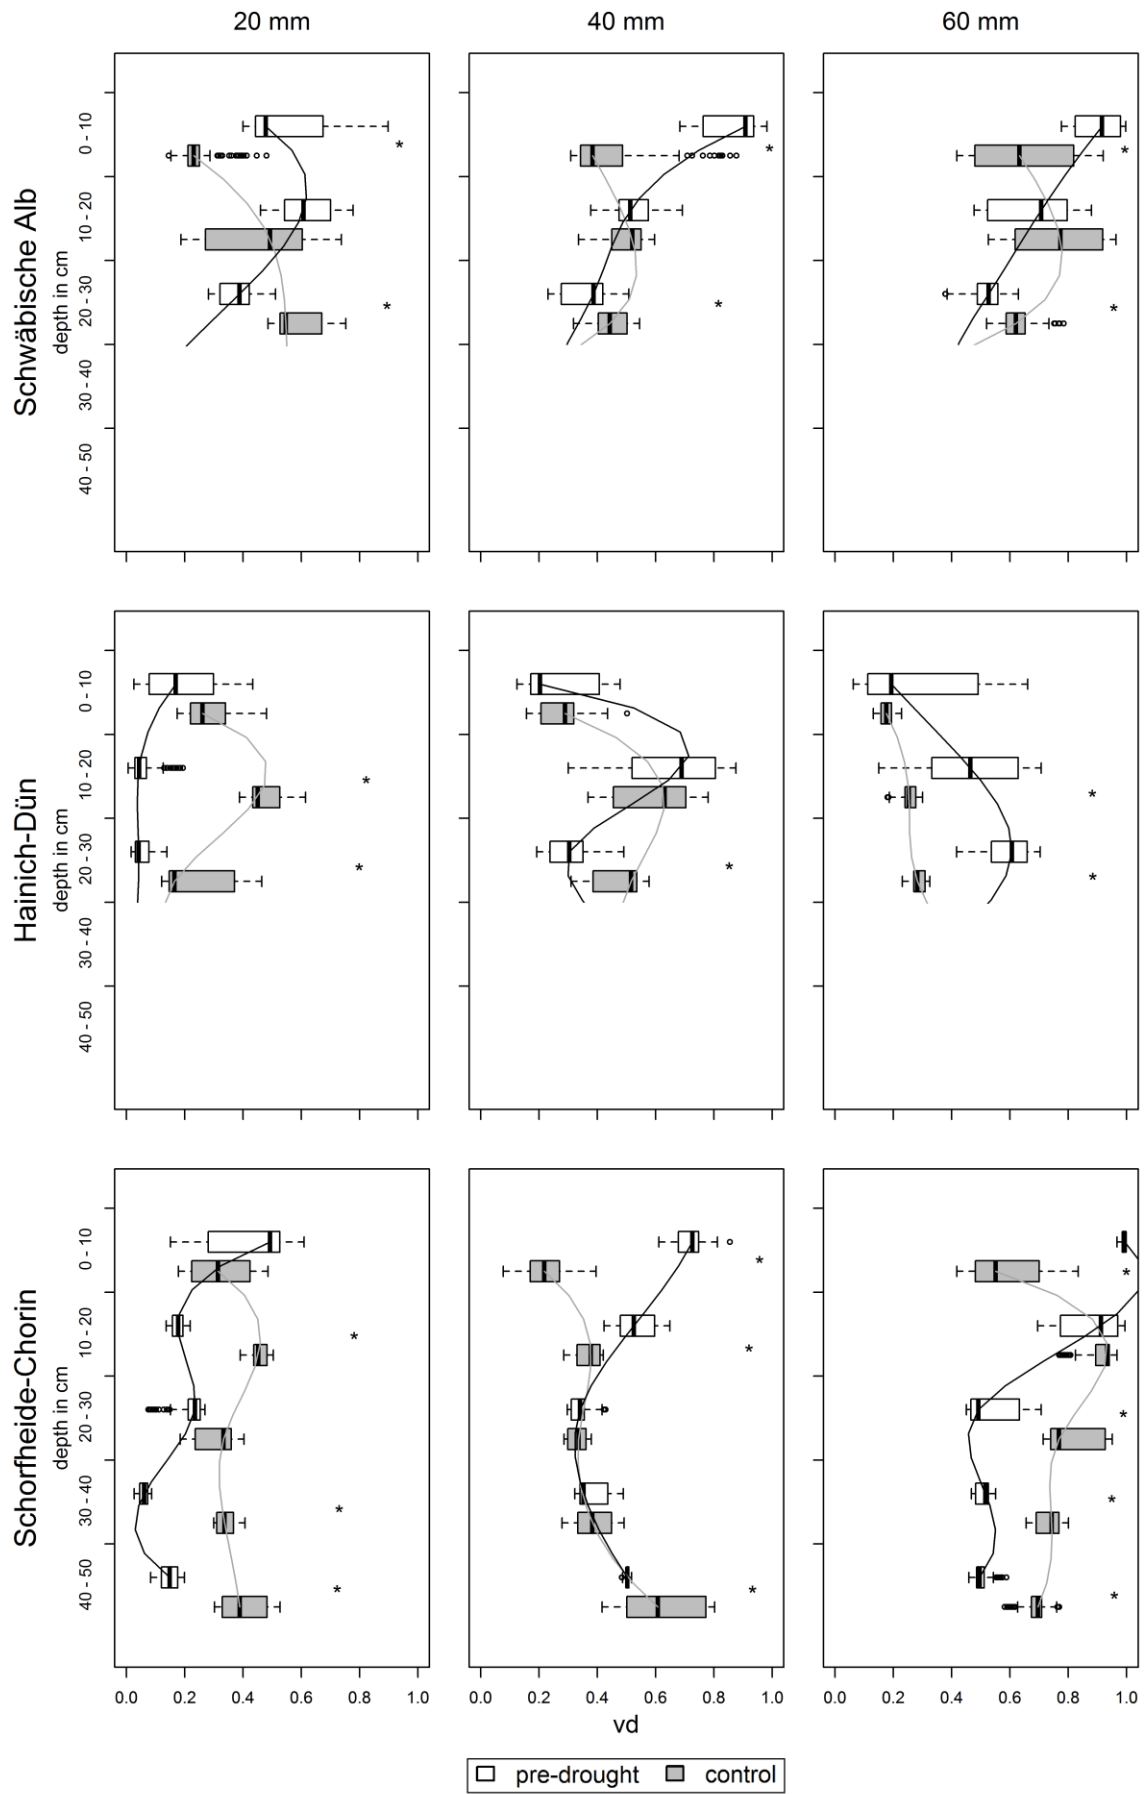 20 mm 40 mm 60 mm
Schwäbische Alb
depth in cm
0 - 10
10 - 20
20 - 30
30 - 40
40 - 50
*
*
*
*
*
*
Hainich-Dün
depth in cm
0 - 10
10 - 20
20 - 30
30 - 40
40 - 50
*
*
*
*
*
Schorfheide-Chorin
depth in cm
0 - 10
10 - 20
20 - 30
30 - 40
40 - 50
*
*
*
*
*
*
*
*
*
*
0.0 0.2 0.4 0.6 0.8 1.0 0.0 0.2 0.4 0.6 0.8 1.0 0.0 0.2 0.4 0.6 0.8 1.0
vd
pre-drought control